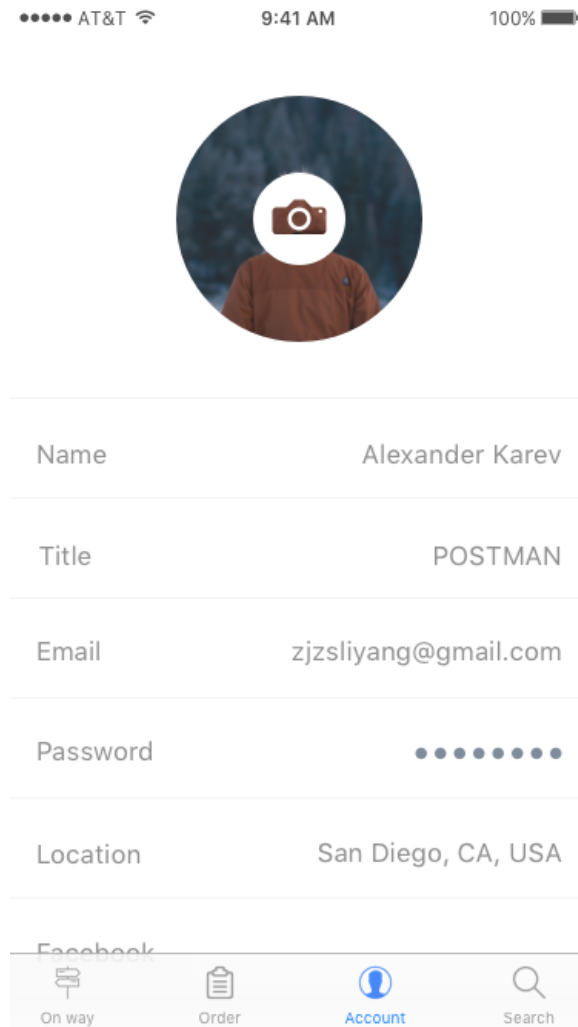 AT&T 9:41 AM 100%
Name Alexander Karev
Title POSTMAN
Email zjzsliyang@gmail.com
Password ●●●●●●●●
Location San Diego, CA, USA
Facebook
On way Order Account Search